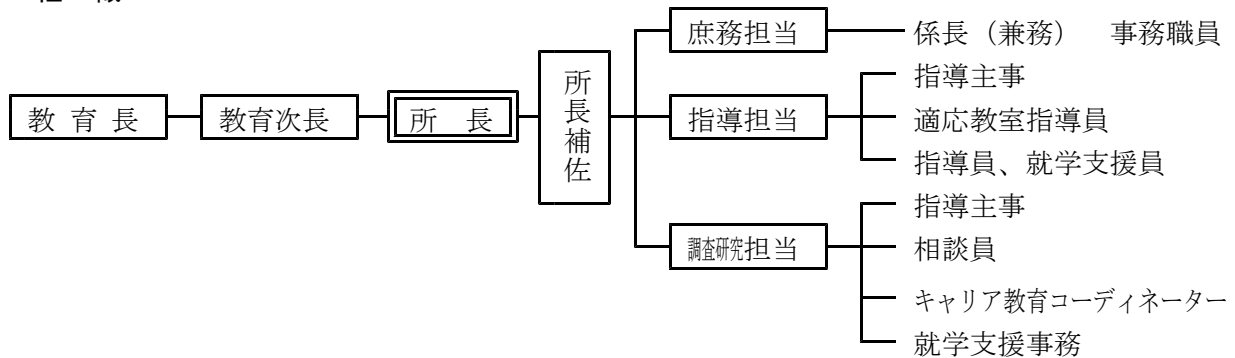 庶務担当
係長（兼務）　事務職員
教 育 長
教育次長
所　長
所長補佐
指導担当
指導主事
適応教室指導員
指導員、就学支援員
調査研究担当
指導主事
相談員
キャリア教育コーディネーター
就学支援事務